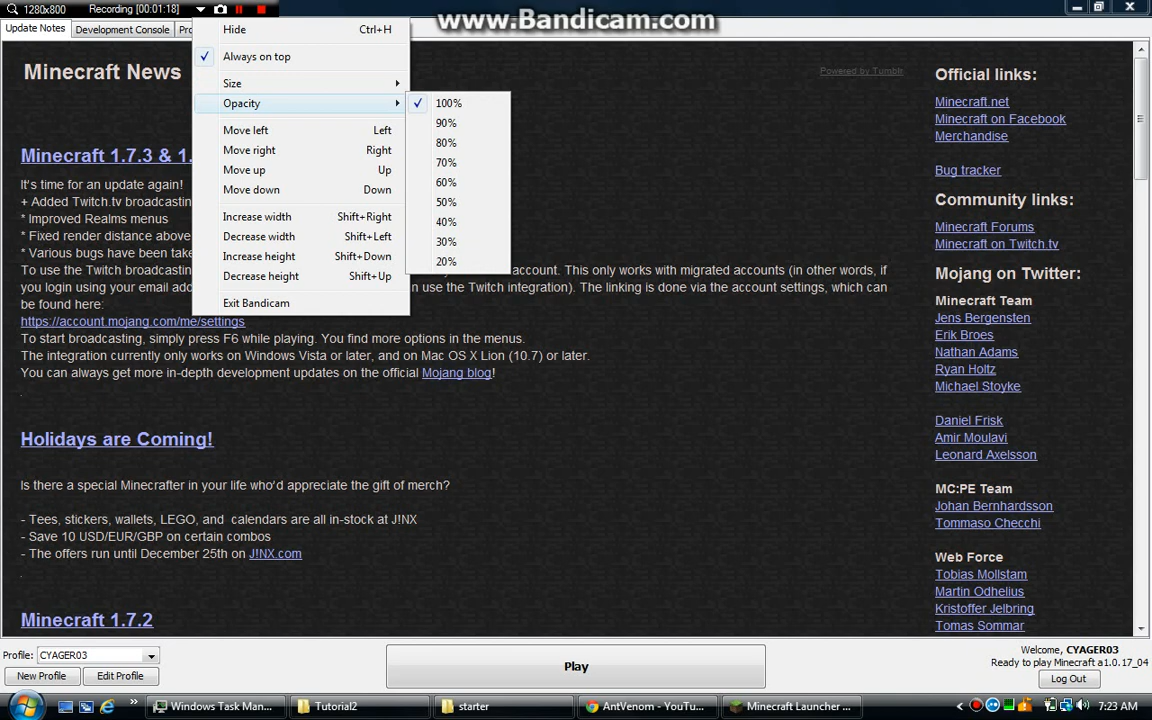 1280x800 Recording [00:01:18]
www.Bandicam.com
Update Notes Development Console
Hide Ctrl+H
Always on top
Size
Opacity
Move left Left
Move right Right
Move up Up
Move down Down
Increase width Shift+Right
Decrease width Shift+Left
Increase height Shift+Down
Decrease height Shift+Up
Exit Bandicam
100%
90%
80%
70%
60%
50%
40%
30%
20%
Minecraft News
Powered by Tumblr
Minecraft 1.7.3 & 1.
It's time for an update again!
+ Added Twitch.tv broadcasting
* Improved Realms menus
* Fixed render distance above
* Various bugs have been take
To use the Twitch broadcasting account. This only works with migrated accounts (in other words, if
you login using your email add n use the Twitch integration). The linking is done via the account settings, which can
be found here:
https://account.mojang.com/me/settings
To start broadcasting, simply press F6 while playing. You find more options in the menus.
The integration currently only works on Windows Vista or later, and on Mac OS X Lion (10.7) or later.
You can always get more in-depth development updates on the official Mojang blog!
.
Holidays are Coming!
Is there a special Minecrafter in your life who'd appreciate the gift of merch?
- Tees, stickers, wallets, LEGO, and calendars are all in-stock at J!NX
- Save 10 USD/EUR/GBP on certain combos
- The offers run until December 25th on J!NX.com
.
Minecraft 1.7.2
Official links:
Minecraft.net
Minecraft on Facebook
Merchandise
Bug tracker
Community links:
Minecraft Forums
Minecraft on Twitch.tv
Mojang on Twitter:
Minecraft Team
Jens Bergensten
Erik Broes
Nathan Adams
Ryan Holtz
Michael Stoyke
Daniel Frisk
Amir Moulavi
Leonard Axelsson
MC:PE Team
Johan Bernhardsson
Tommaso Checchi
Web Force
Tobias Mollstam
Martin Odhelius
Kristoffer Jelbring
Tomas Sommar
Profile: CYAGER03
New Profile Edit Profile
Play
Welcome, CYAGER03
Ready to play Minecraft a1.0.17_04
Log Out
Windows Task Man... Tutorial2 starter AntVenom - YouTu... Minecraft Launcher ... 7:23 AM